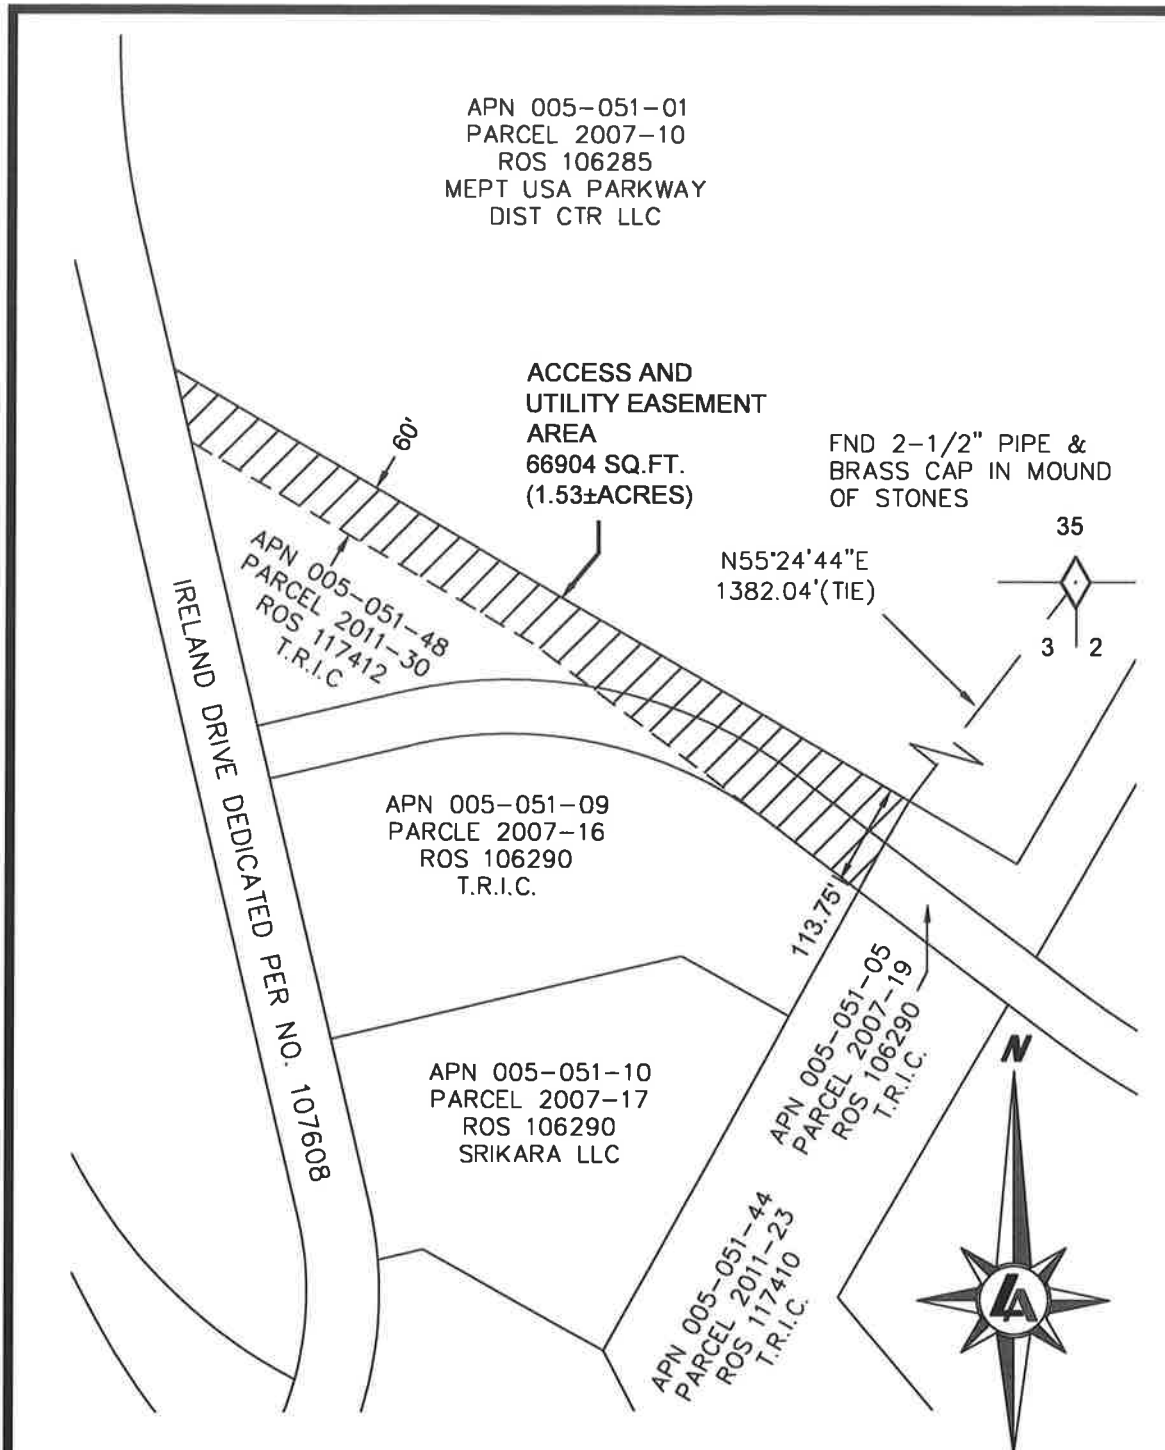 APN 005-051-01
PARCEL 2007-10
ROS 106285
MEPT USA PARKWAY
DIST CTR LLC
ACCESS AND
UTILITY EASEMENT
AREA
66904 SQ.FT.
(1.53±ACRES)
60'
FND 2-1/2" PIPE &
BRASS CAP IN MOUND
OF STONES
35
3
2
N55°24'44"E
1382.04'(TIE)
APN 005-051-48
PARCEL 2011-30
ROS 117412
T.R.I.C
IRELAND DRIVE DEDICATED PER NO. 107608
APN 005-051-09
PARCLE 2007-16
ROS 106290
T.R.I.C.
113.75'
APN 005-051-05
PARCEL 2007-19
ROS 106290
T.R.I.C.
APN 005-051-10
PARCEL 2007-17
ROS 106290
SRIKARA LLC
APN 005-051-44
PARCEL 2011-23
ROS 117410
T.R.I.C.
N
LA